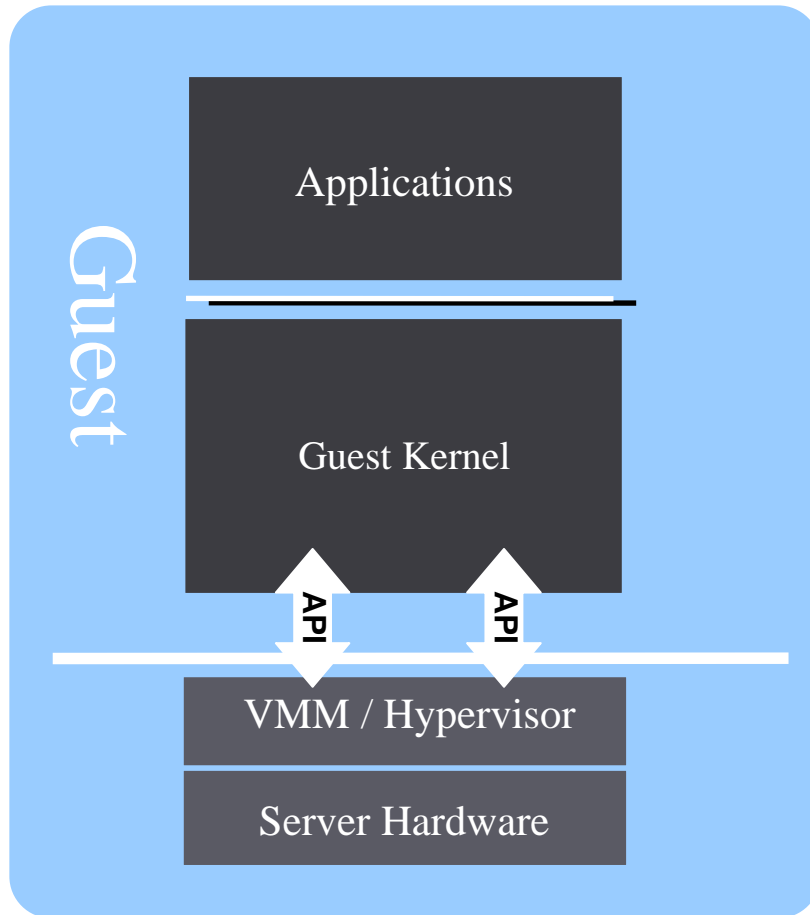 Applications
Guest
Guest Kernel
API
API
VMM / Hypervisor
Server Hardware